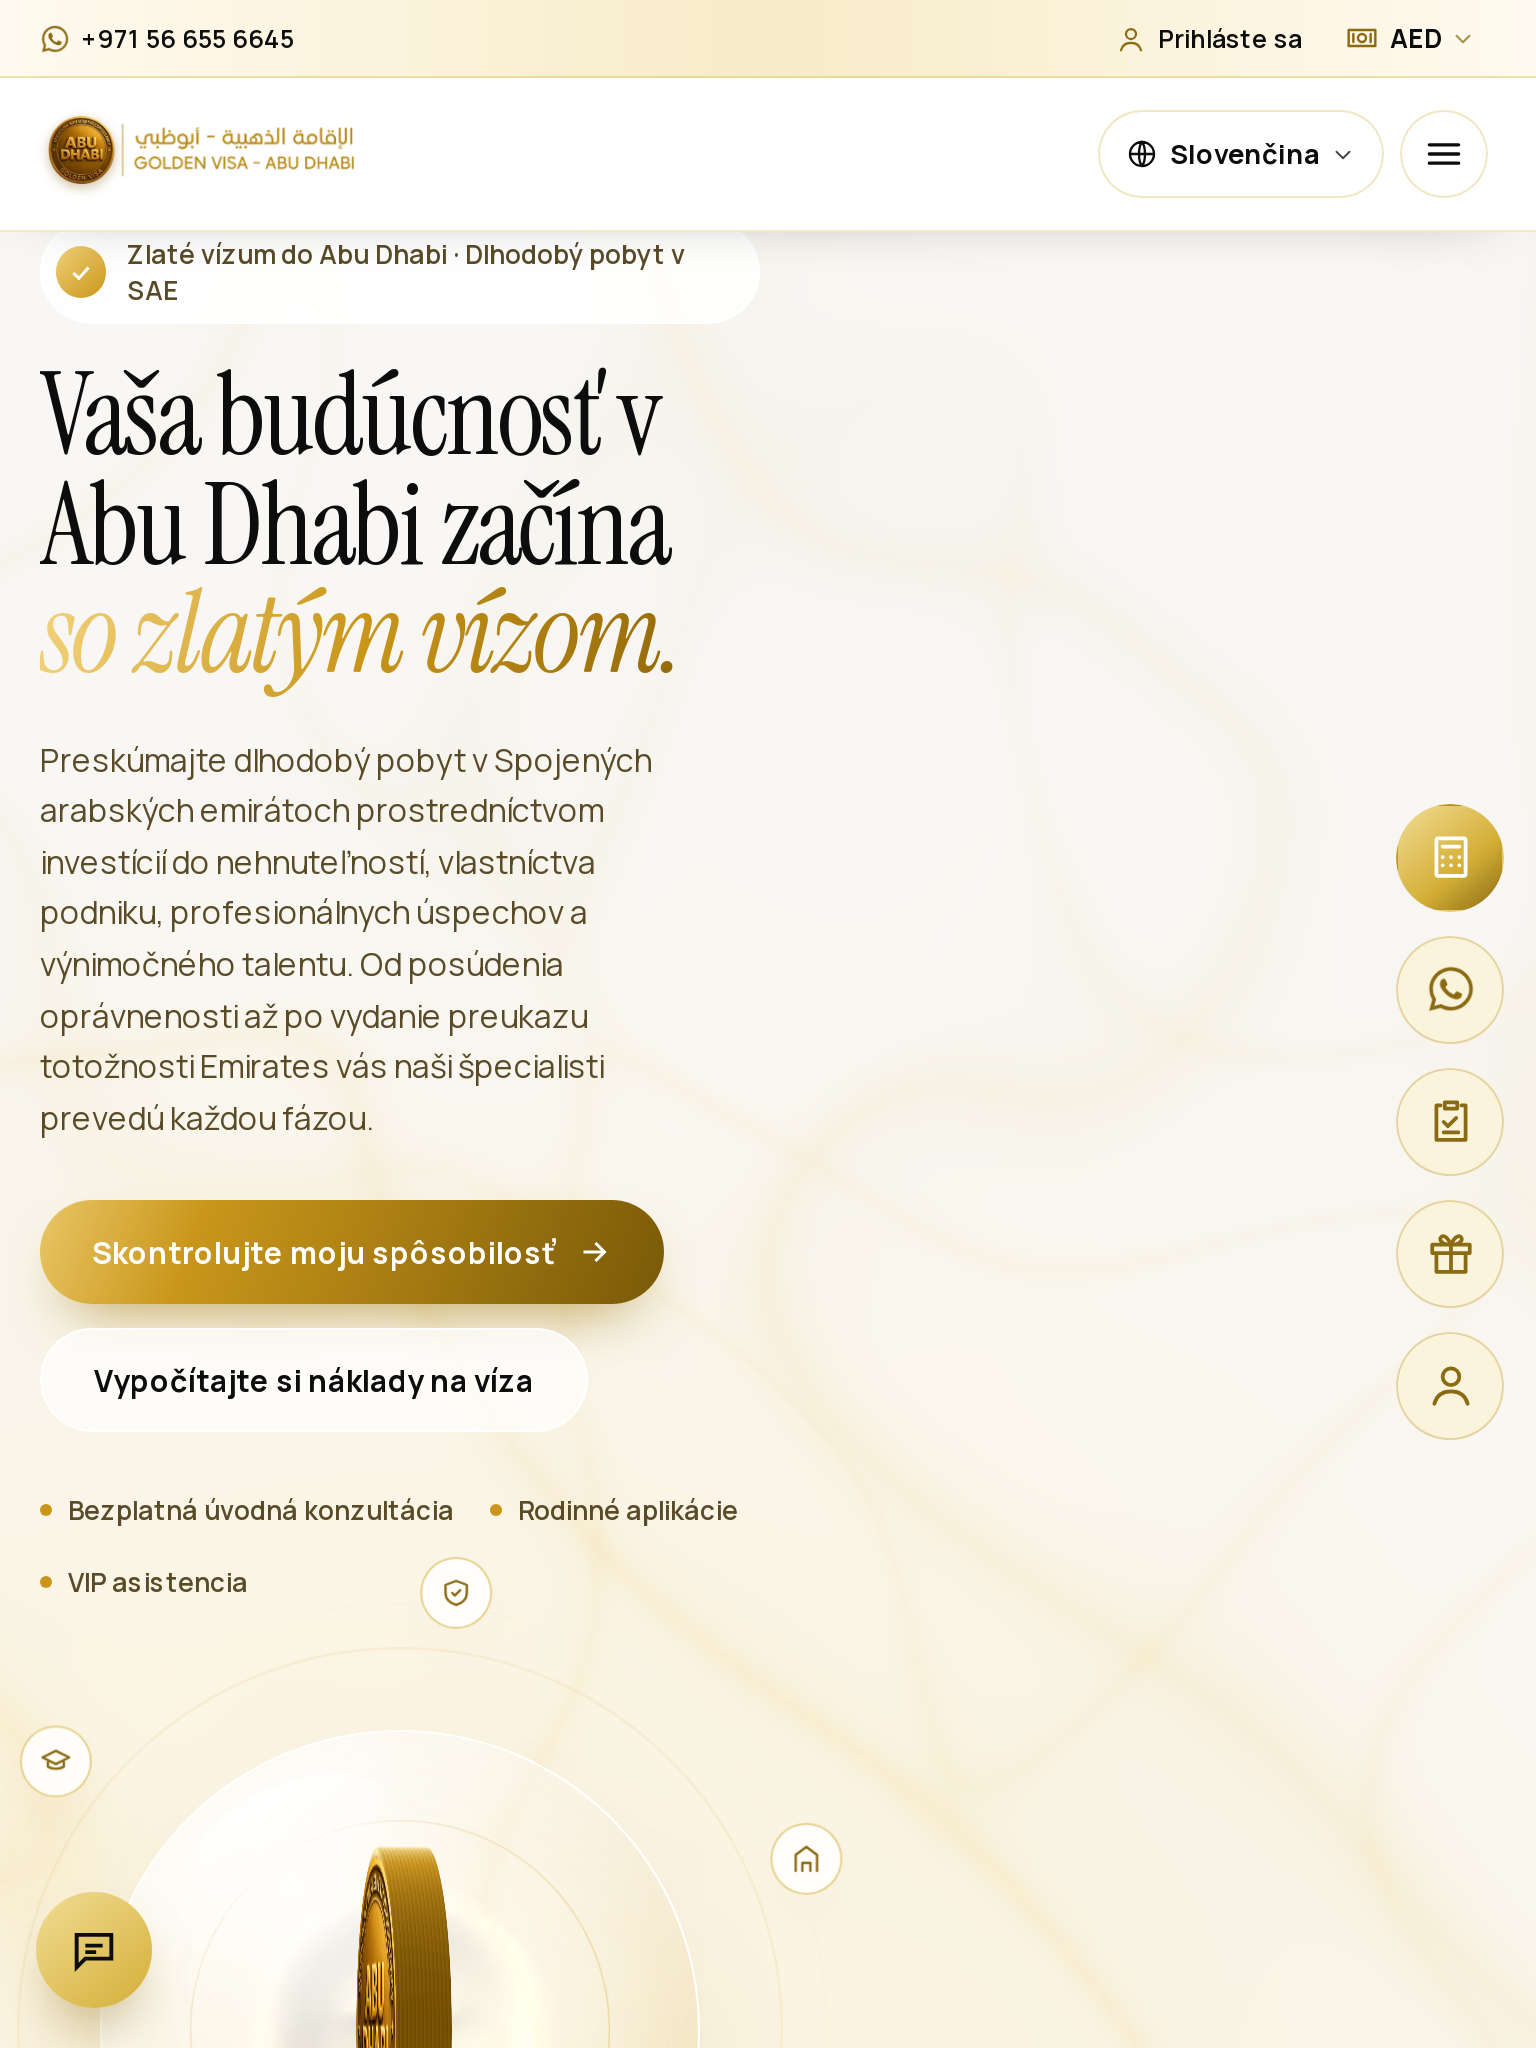 +971 56 655 6645
Prihláste sa
AED
ABU DHABI
الإقامة الذهبية - أبوظبي
GOLDEN VISA - ABU DHABI
Slovenčina
Zlaté vízum do Abu Dhabi · Dlhodobý pobyt v
SAE
Vaša budúcnosť v
Abu Dhabi začína
so zlatým vízom.
Preskúmajte dlhodobý pobyt v Spojených
arabských emirátoch prostredníctvom
investícií do nehnuteľností, vlastníctva
podniku, profesionálnych úspechov a
výnimočného talentu. Od posúdenia
oprávnenosti až po vydanie preukazu
totožnosti Emirates vás naši špecialisti
prevedú každou fázou.
Skontrolujte moju spôsobilosť
Vypočítajte si náklady na víza
Bezplatná úvodná konzultácia
Rodinné aplikácie
VIP asistencia
ABU
DHABI